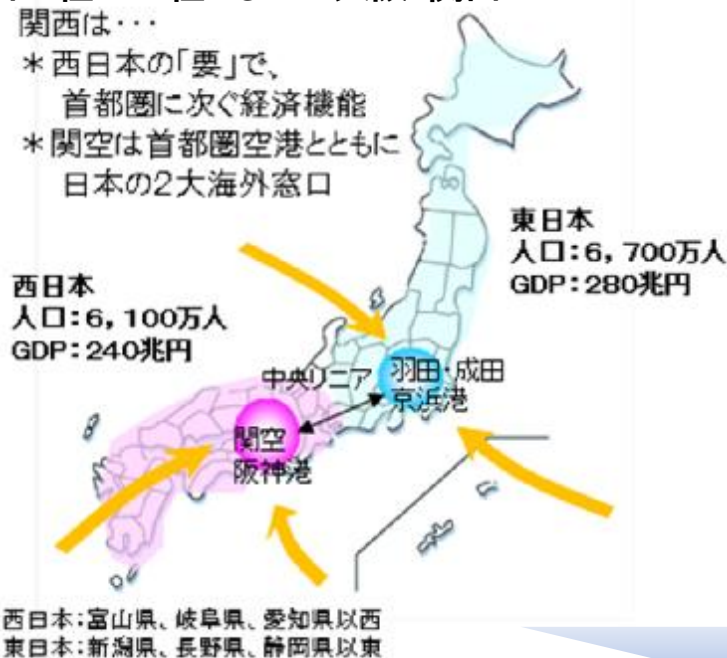 関西は・・・
＊西日本の「要」で、
首都圏に次ぐ経済機能
＊関空は首都圏空港とともに
日本の２大海外窓口
東日本
人口：６，７００万人
GDP：280兆円
西日本
人口：６，１００万人
GDP：240兆円
中央リニア
羽田・成田
京浜港
関空
阪神港
西日本：富山県、岐阜県、愛知県以西
東日本：新潟県、長野県、静岡県以東